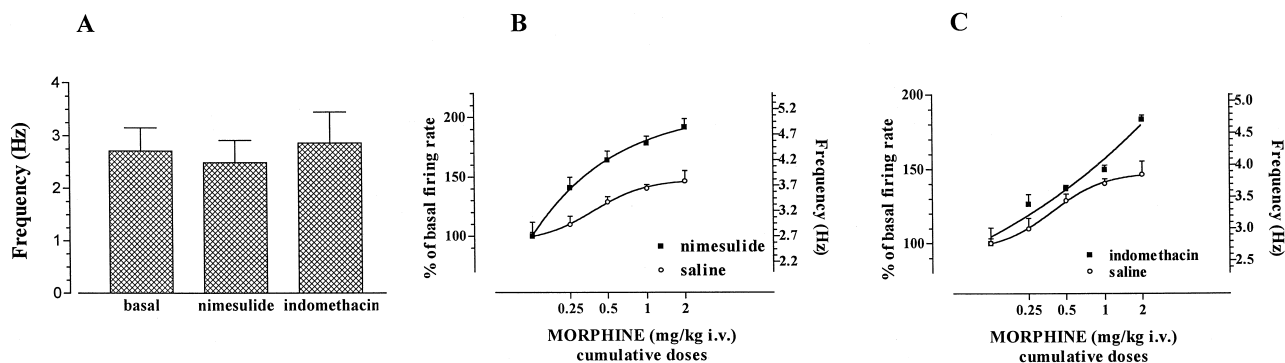 A
Frequency (Hz)
4
3
2
1
0
basal nimesulide indomethacin
B
% of basal firing rate
200
150
100
5.2
4.7
4.2
3.7
3.2
2.7
2.2
Frequency (Hz)
nimesulide
saline
0.25 0.5 1 2
MORPHINE (mg/kg i.v.)
cumulative doses
C
% of basal firing rate
200
150
100
5.0
4.5
4.0
3.5
3.0
2.5
Frequency (Hz)
indomethacin
saline
0.25 0.5 1 2
MORPHINE (mg/kg i.v.)
cumulative doses